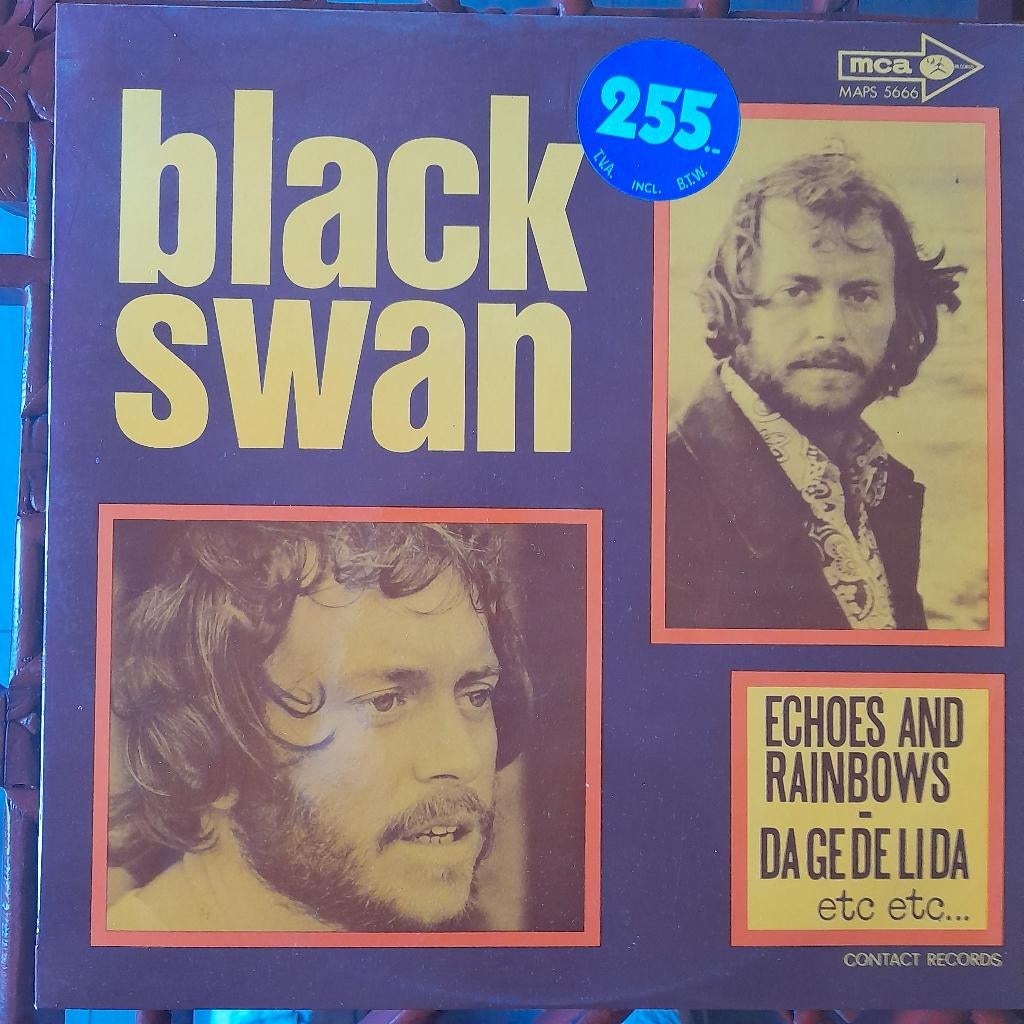 black
swan
255.-
T.V.A. INCL. B.T.W.
mca
MAPS 5666
ECHOES AND
RAINBOWS
-
DA GE DE LI DA
etc etc...
CONTACT RECORDS